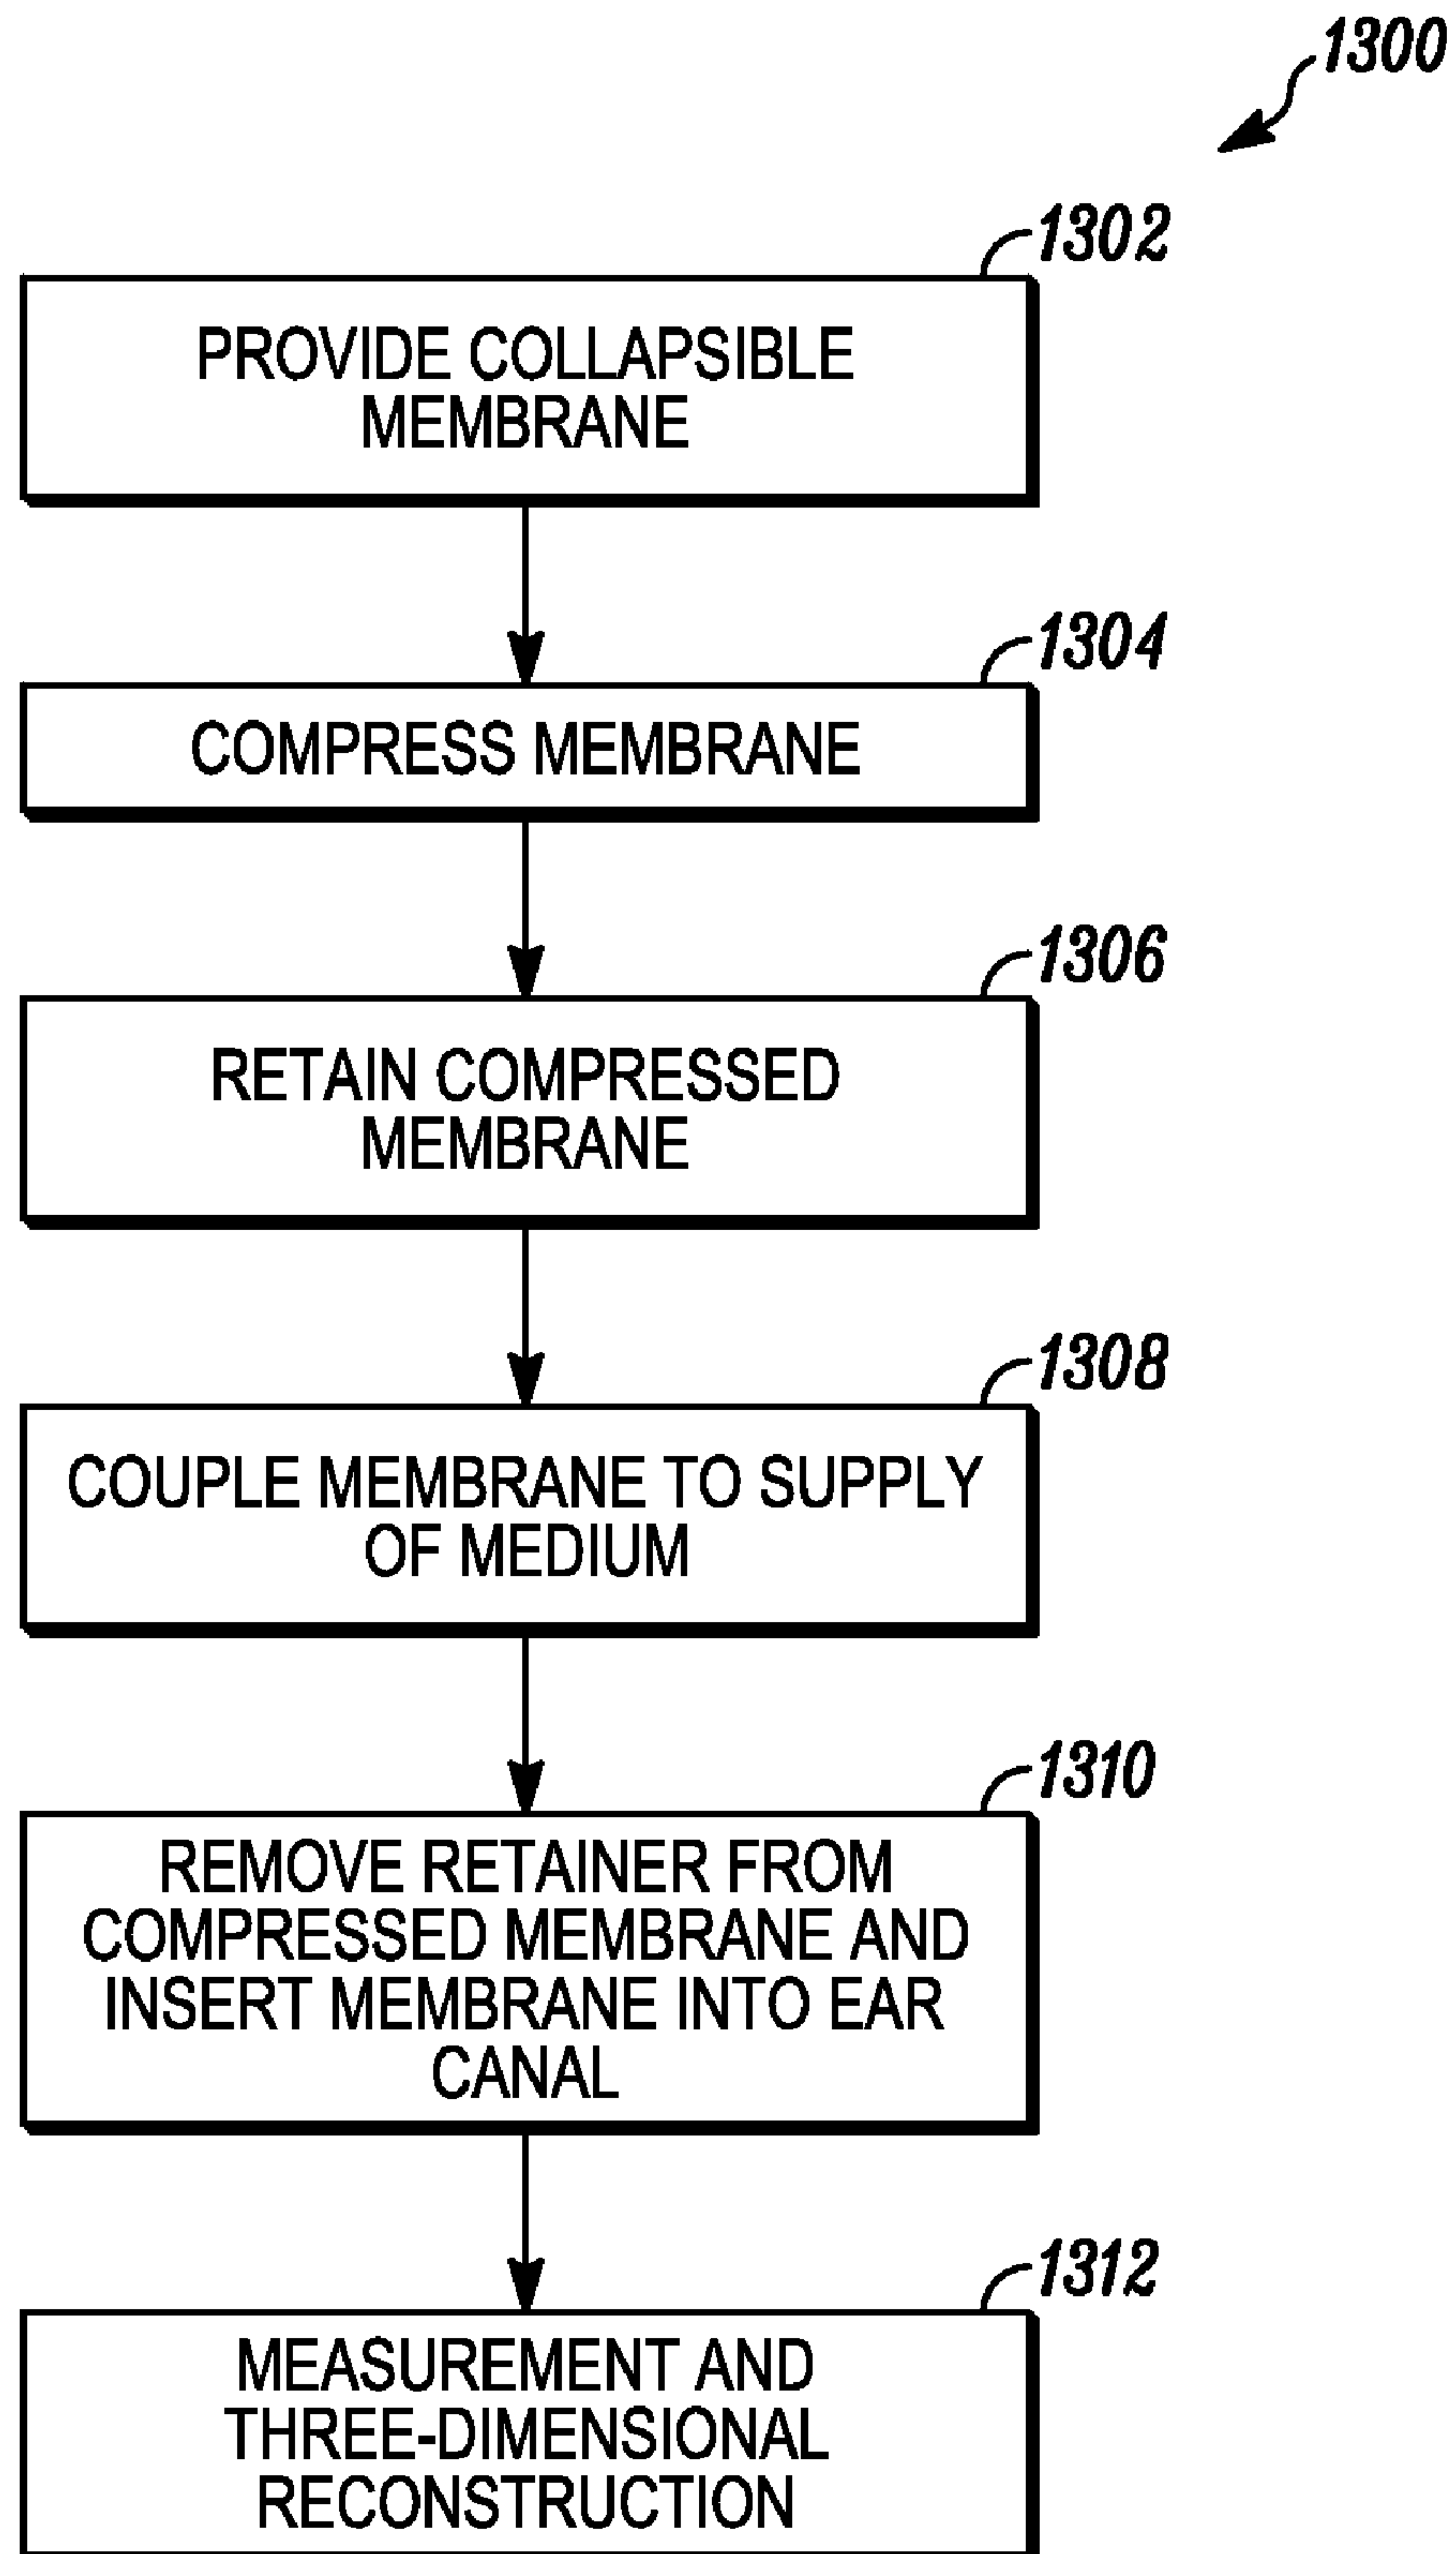 1300
1302
PROVIDE COLLAPSIBLE
MEMBRANE
1304
COMPRESS MEMBRANE
1306
RETAIN COMPRESSED
MEMBRANE
1308
COUPLE MEMBRANE TO SUPPLY
OF MEDIUM
1310
REMOVE RETAINER FROM
COMPRESSED MEMBRANE AND
INSERT MEMBRANE INTO EAR
CANAL
1312
MEASUREMENT AND
THREE-DIMENSIONAL
RECONSTRUCTION